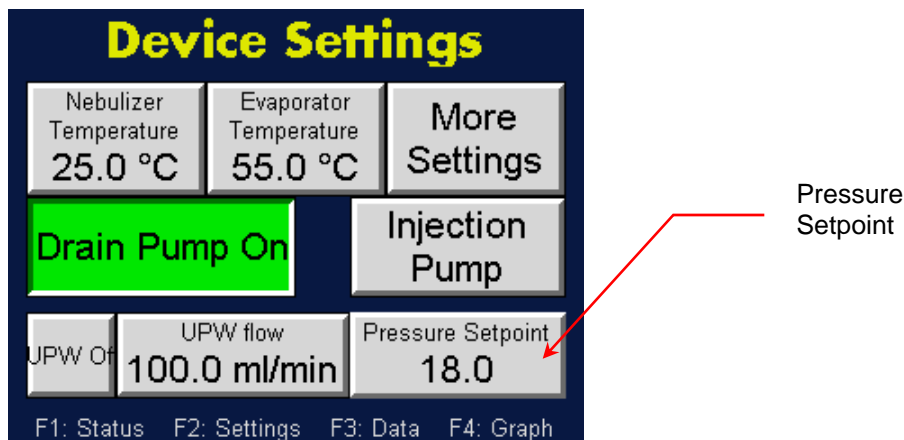 Device Settings
Nebulizer
Temperature
25.0 °C
Evaporator
Temperature
55.0 °C
More
Settings
Drain Pump On
Injection
Pump
UPW Of
UPW flow
100.0 ml/min
Pressure Setpoint
18.0
F1: Status F2: Settings F3: Data F4: Graph
Pressure
Setpoint